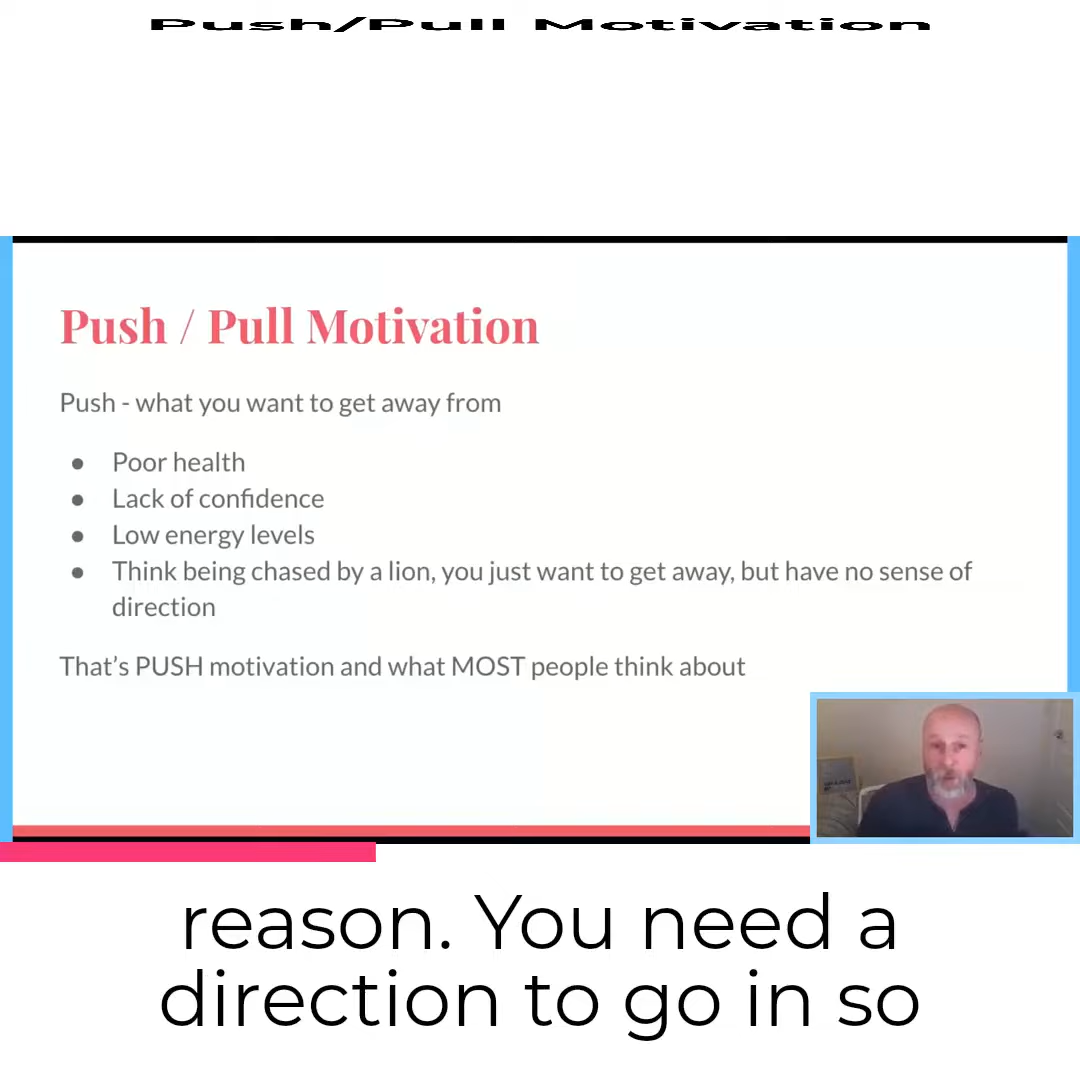 Push/Pull Motivation
Push / Pull Motivation
Push - what you want to get away from
● Poor health
● Lack of confidence
● Low energy levels
● Think being chased by a lion, you just want to get away, but have no sense of
direction
That’s PUSH motivation and what MOST people think about
reason. You need a
direction to go in so